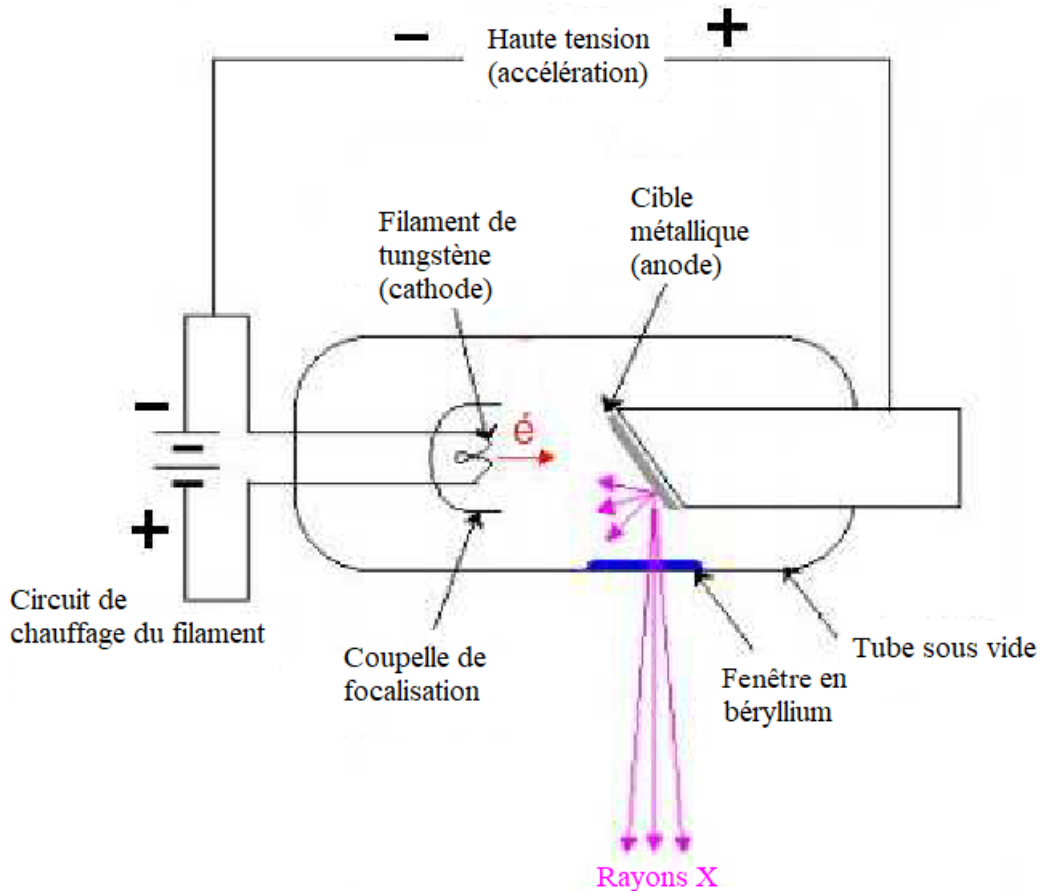 − Haute tension +
(accélération)
Filament de
tungstène
(cathode)
Cible
métallique
(anode)
−
é
+
Circuit de
chauffage du filament
Coupelle de
focalisation
Fenêtre en
béryllium
Tube sous vide
Rayons X